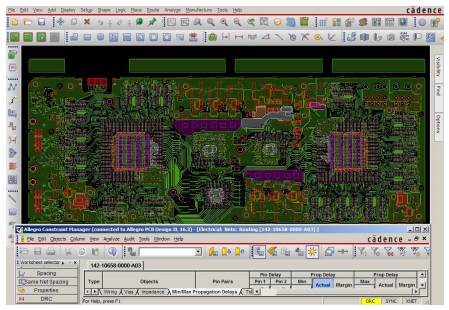 File Edit View Add Display Setup Shape Logic Place Route Analyze Manufacture Tools Help
cādence
Visibility
Find
Options
Allegro Constraint Manager (connected to Allegro PCB Design XL 16.3) - [Electrical: Nets: Routing [142-10658-0000-A03] ]
File Edit Objects Column View Analyze Audit Tools Window Help
cādence
Worksheet selector
142-10658-0000-A03
Spacing
Same Net Spacing
Properties
DRC
Type Objects Pin Pairs
Pin Delay Prop Delay Prop Delay
Pin 1 Pin 2 Min Actual Margin Max Actual Margin
Wiring Vias Impedance Min/Max Propagation Delays
For Help, press F1
DRC SYNC XNET